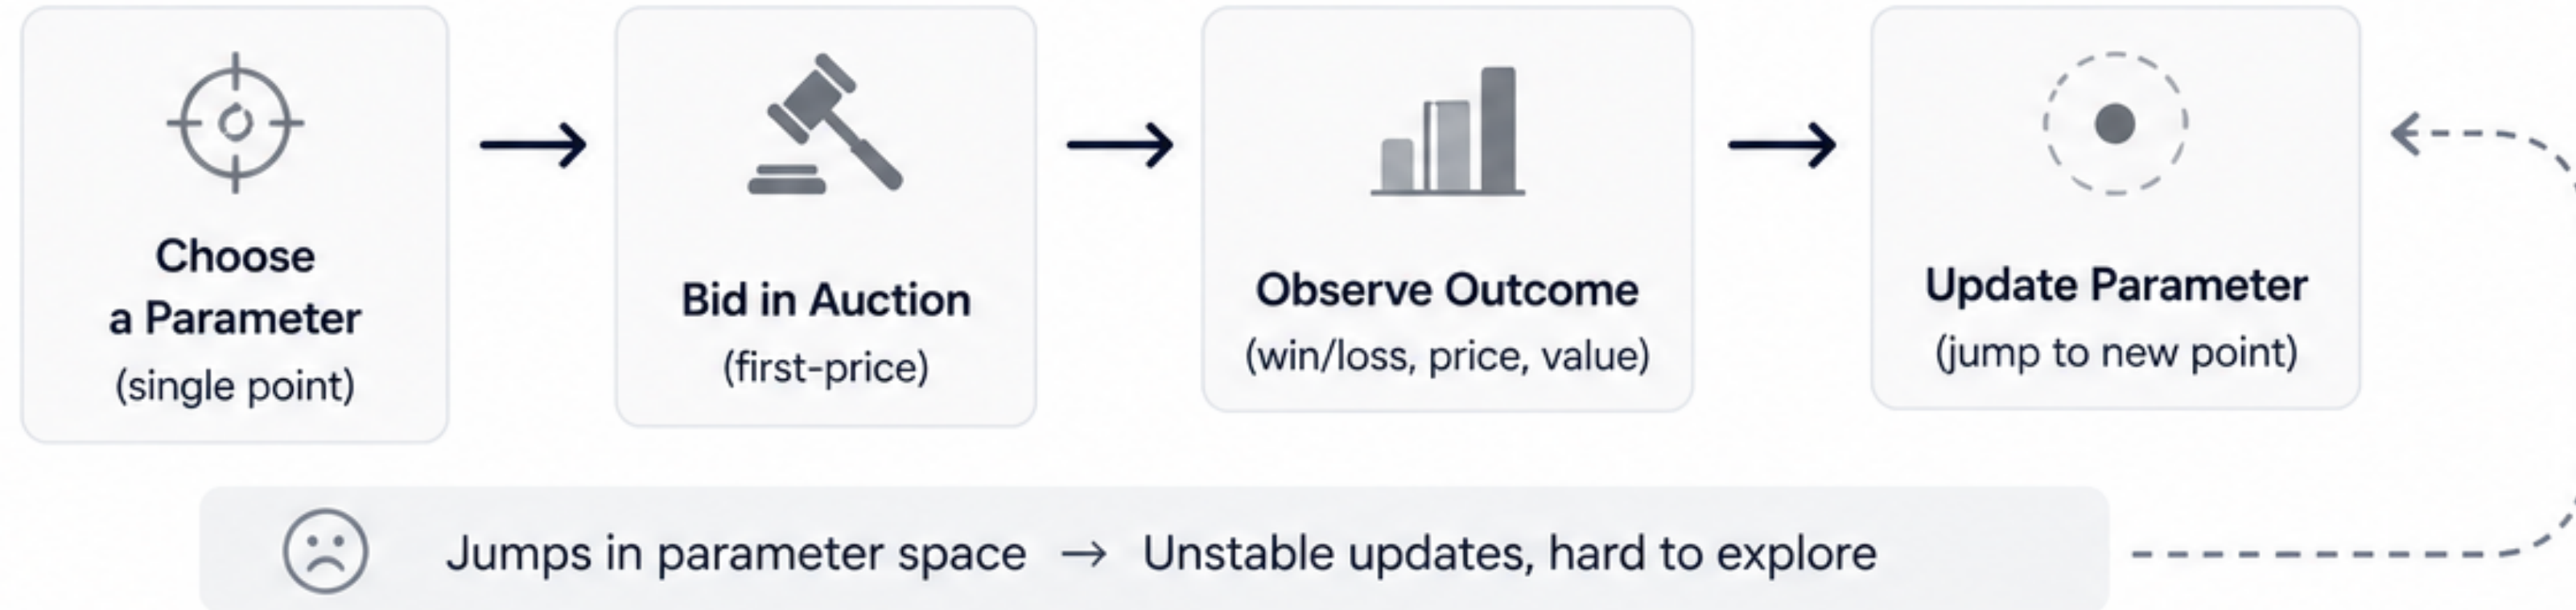 Choose
a Parameter
(single point)
Bid in Auction
(first-price)
Observe Outcome
(win/loss, price, value)
Update Parameter
(jump to new point)
Jumps in parameter space → Unstable updates, hard to explore